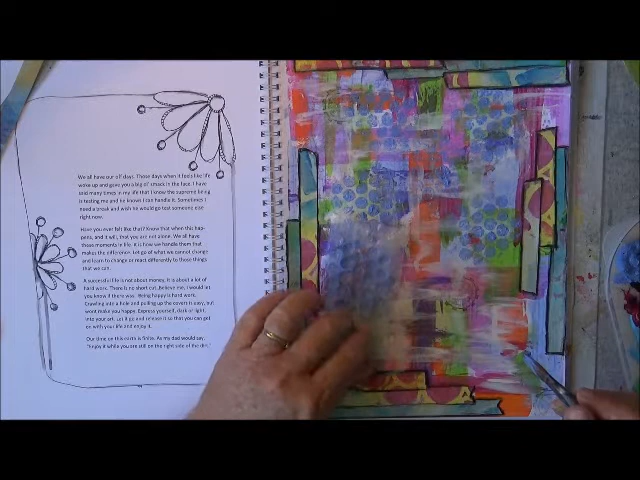 We all have our off days. Those days when it feels like life
woke up and gave you a big ol' smack in the face. I have
said many times in my life that I know the supreme being
is testing me and he knows I can handle it. Sometimes I
need a break and wish he would go test someone else
right now.
Have you ever felt like that? Know that when this hap-
pens, and it will, that you are not alone. We all have
these moments in life. It is how we handle them that
makes the difference. Let go of what we cannot change
and learn to change or react differently to those things
that we can.
A successful life is not about money, it is about a lot of
hard work. There is no short cut. Believe me, I would let
you know if there was. Being happy is hard work.
Crawling into a hole and pulling up the covers is easy, but
wont make you happy. Express yourself, dark or light,
into your art. Let it go and release it so that you can get
on with your life and enjoy it.
Our time on this earth is finite. As my dad would say,
"Enjoy it while you are still on the right side of the dirt."